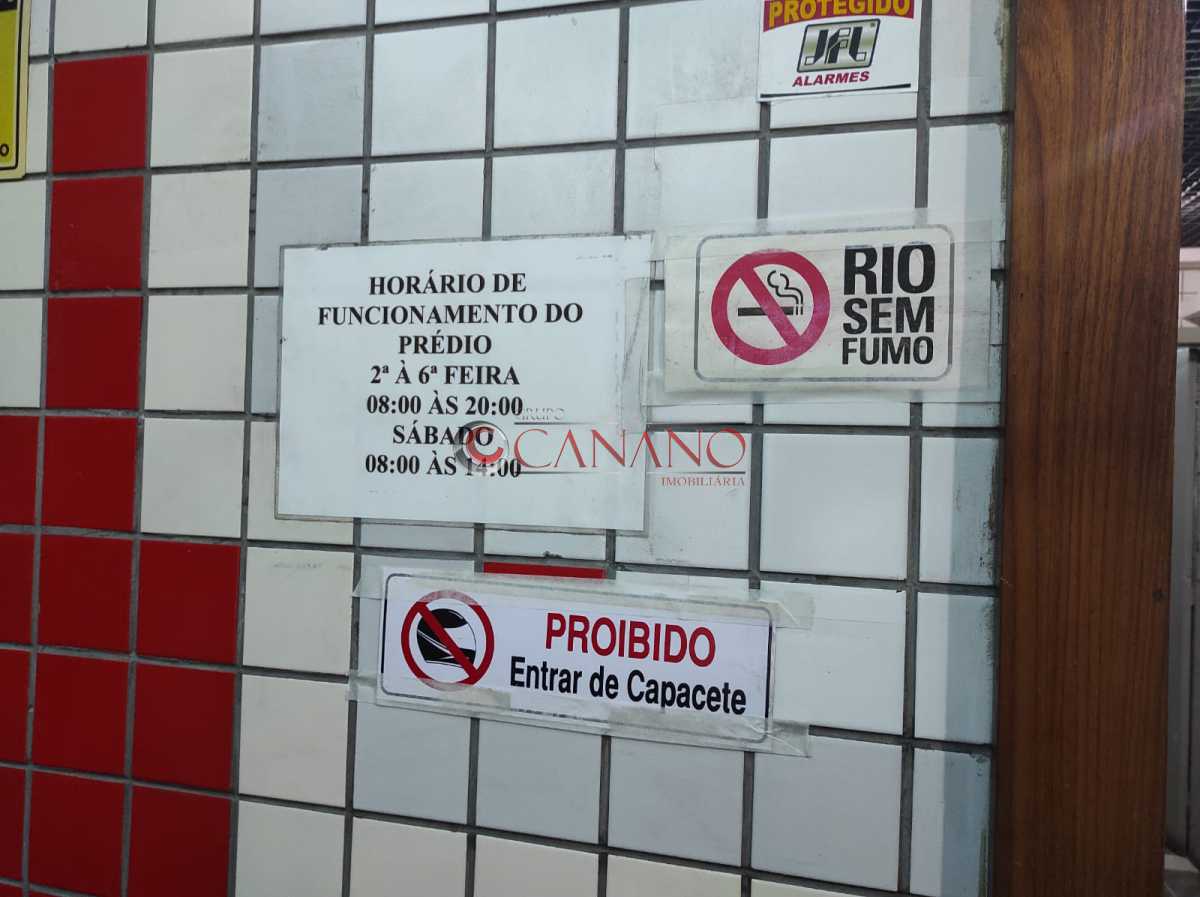 PROTEGIDO
JFL
ALARMES
O
HORÁRIO DE
FUNCIONAMENTO DO
PRÉDIO
2ª À 6ª FEIRA
08:00 ÀS 20:00
SÁBADO
08:00 ÀS 14:00
RIO
SEM
FUMO
GRUPO
CANANO
IMOBILIÁRIA
PROIBIDO
Entrar de Capacete